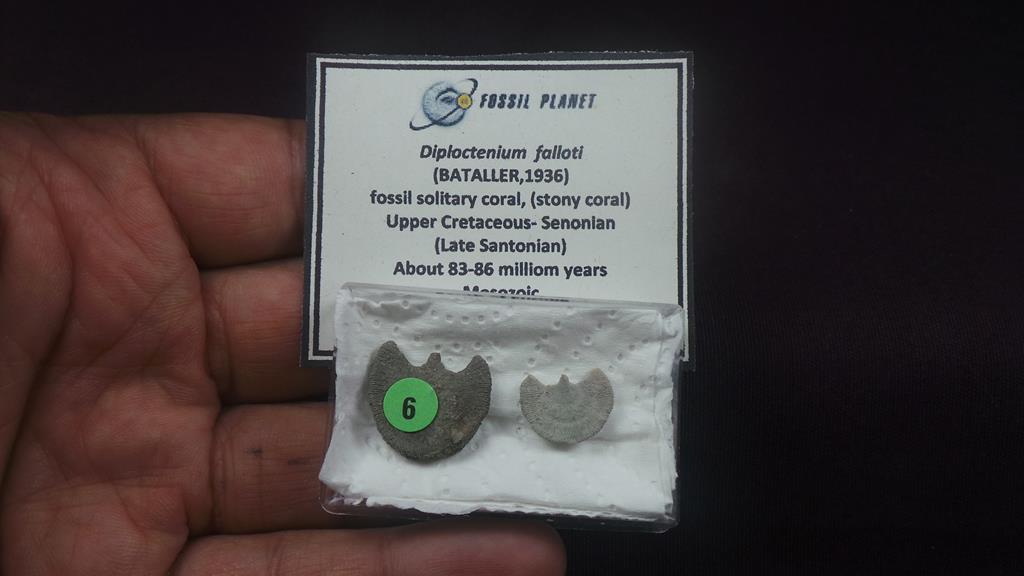 FOSSIL PLANET
Diploctenium falloti
(BATALLER,1936)
fossil solitary coral, (stony coral)
Upper Cretaceous- Senonian
(Late Santonian)
About 83-86 milliom years
Mesozoic
6